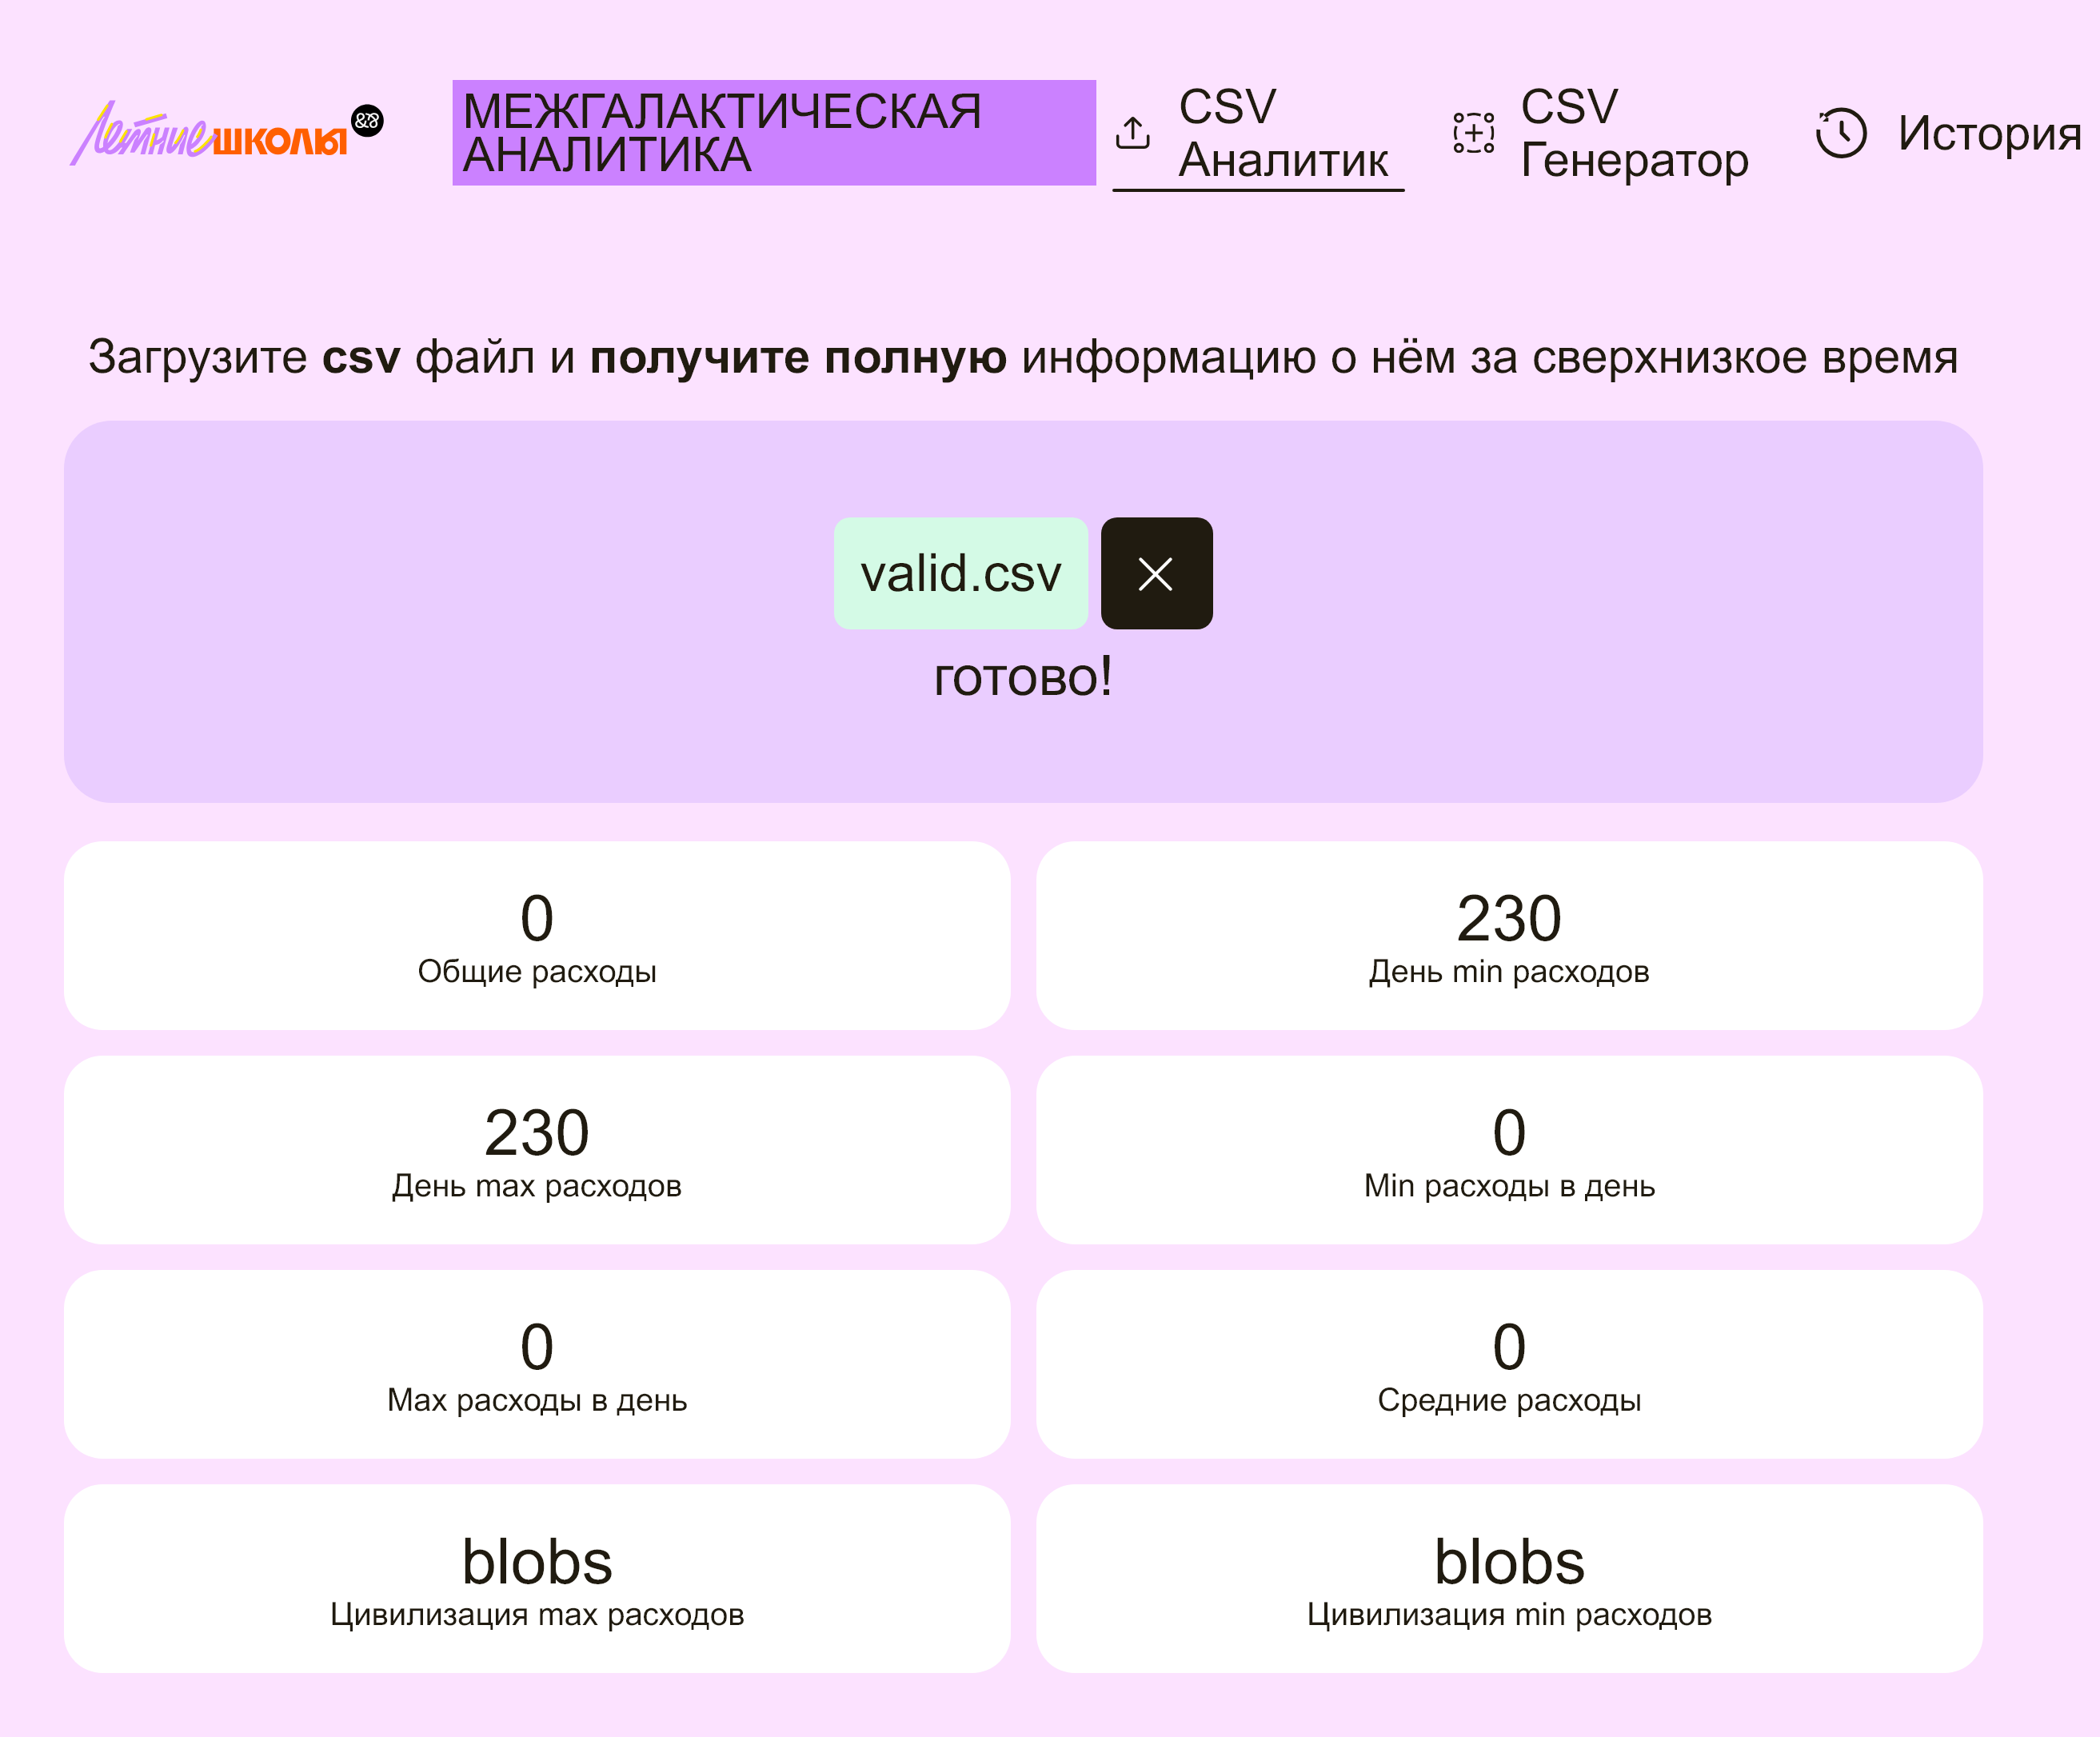 Летние школы
МЕЖГАЛАКТИЧЕСКАЯ
АНАЛИТИКА
CSV
Аналитик
CSV
Генератор
История
Загрузите csv файл и получите полную информацию о нём за сверхнизкое время
valid.csv
готово!
0
Общие расходы
230
День min расходов
230
День max расходов
0
Min расходы в день
0
Max расходы в день
0
Средние расходы
blobs
Цивилизация max расходов
blobs
Цивилизация min расходов